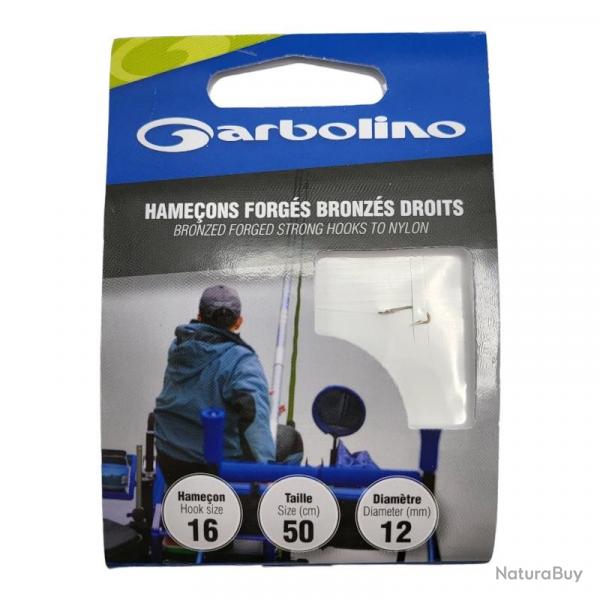 Garbolino
HAMEÇONS FORGÉS BRONZÉS DROITS
BRONZED FORGED STRONG HOOKS TO NYLON
Hameçon
Hook size
16
Taille
Size (cm)
50
Diamètre
Diameter (mm)
12
NaturaBuy